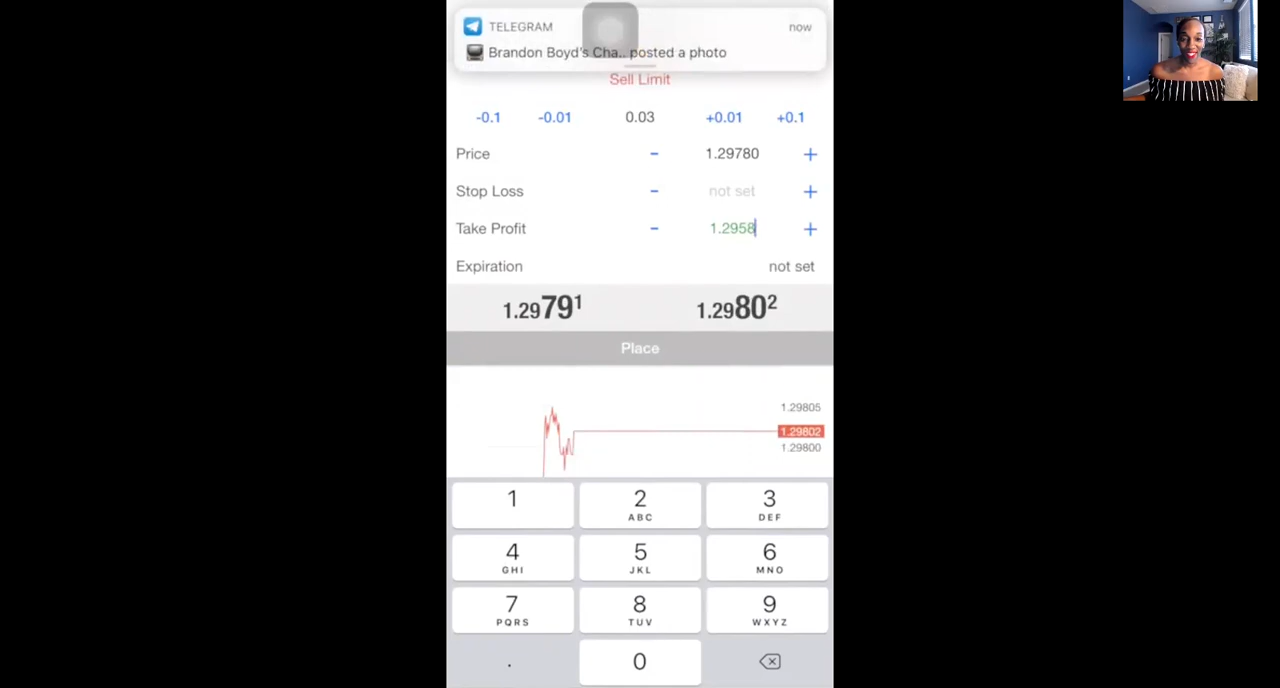 TELEGRAM now
Brandon Boyd's Cha.. posted a photo
Sell Limit
-0.1 -0.01 0.03 +0.01 +0.1
Price - 1.29780 +
Stop Loss - not set +
Take Profit - 1.2958 +
Expiration not set
1.29791 1.29802
Place
1.29805
1.29802
1.29800
1 2 3
ABC DEF
4 5 6
GHI JKL MNO
7 8 9
PQRS TUV WXYZ
. 0